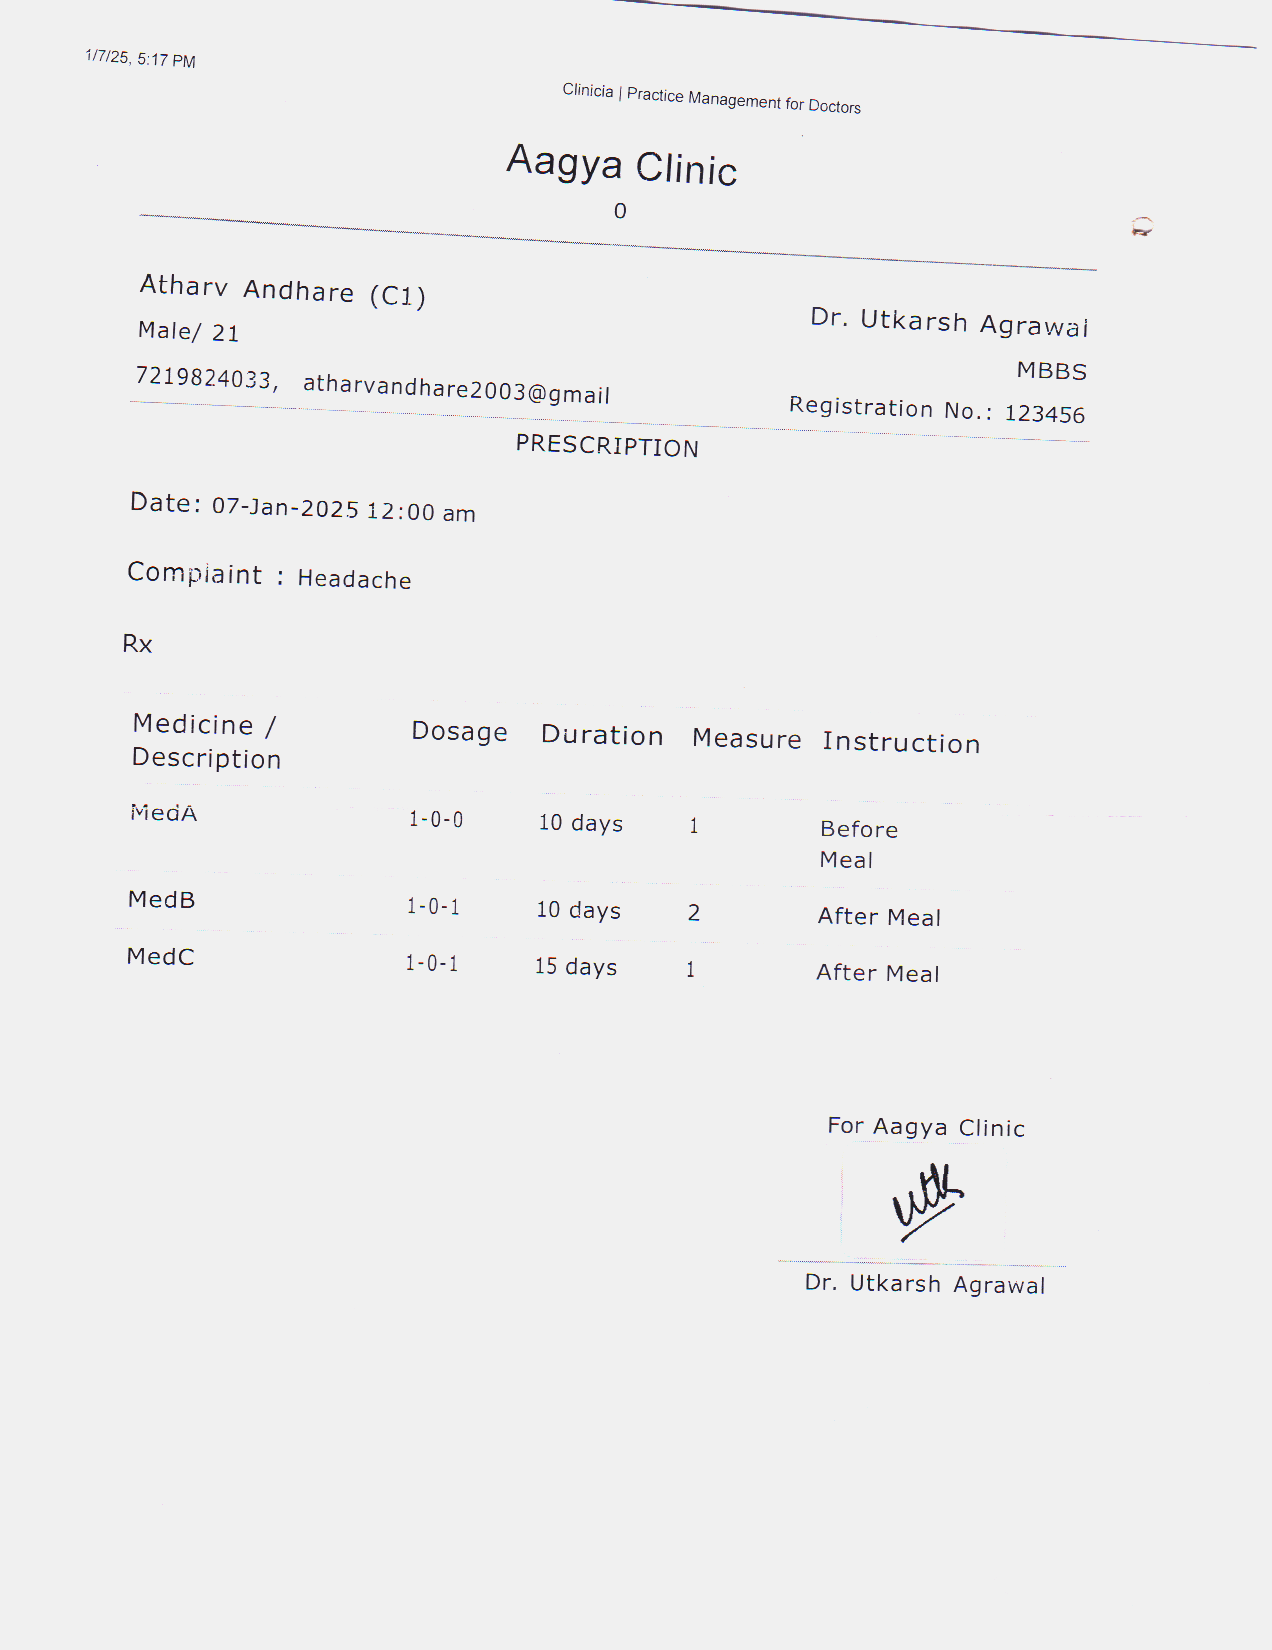 1/7/25, 5:17 PM
Clinicia | Practice Management for Doctors
Aagya Clinic
0
Atharv Andhare (C1)
Dr. Utkarsh Agrawal
Male/ 21
MBBS
7219824033, atharvandhare2003@gmail
Registration No.: 123456
PRESCRIPTION
Date: 07-Jan-2025 12:00 am
Complaint : Headache
Rx
Medicine / Description Dosage Duration Measure Instruction
MedA 1-0-0 10 days 1 Before Meal
MedB 1-0-1 10 days 2 After Meal
MedC 1-0-1 15 days 1 After Meal
For Aagya Clinic
utk
Dr. Utkarsh Agrawal